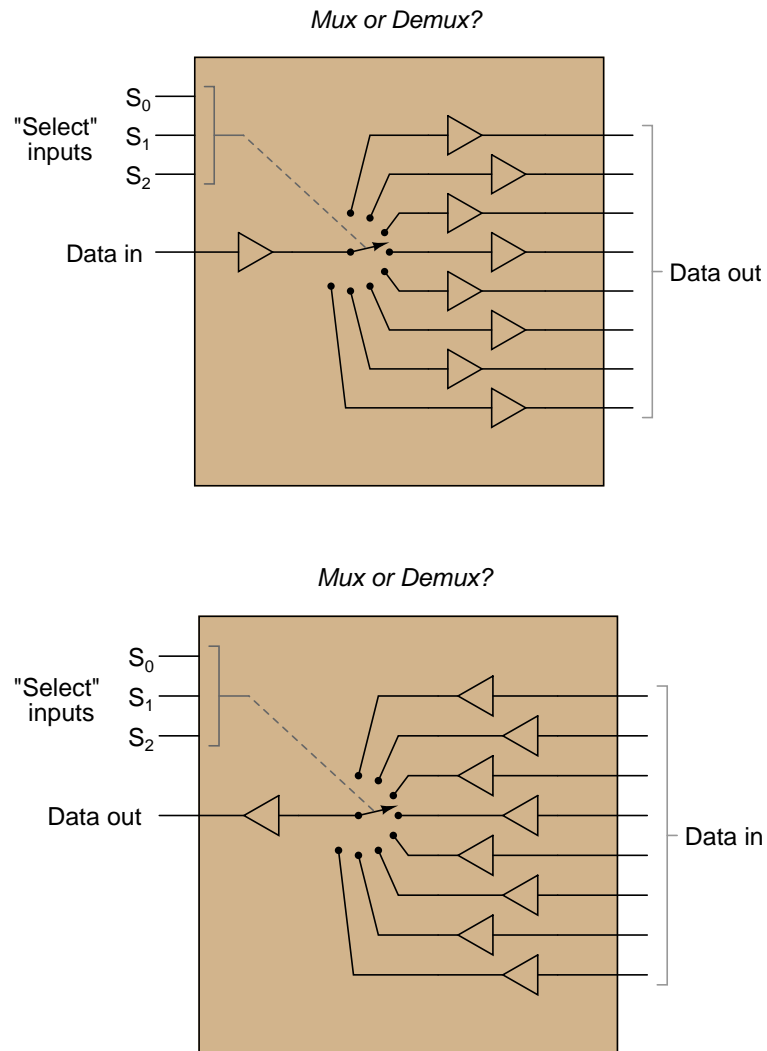 Mux or Demux?
S0
"Select"
inputs
S1
S2
Data in
Data out
Mux or Demux?
S0
"Select"
inputs
S1
S2
Data out
Data in